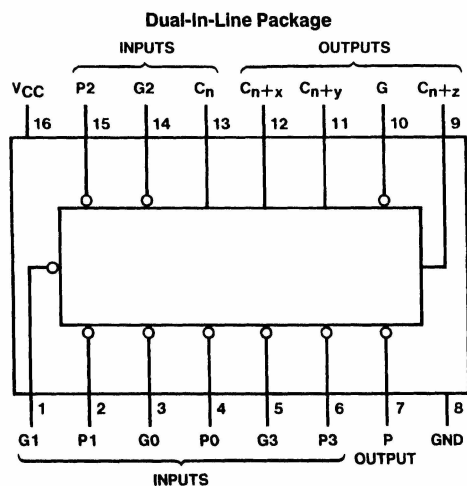 Dual-In-Line Package
INPUTS OUTPUTS
VCC P2 G2 Cn Cn+x Cn+y G Cn+z
16 15 14 13 12 11 10 9
1 2 3 4 5 6 7 8
G1 P1 G0 P0 G3 P3 P GND
INPUTS OUTPUT